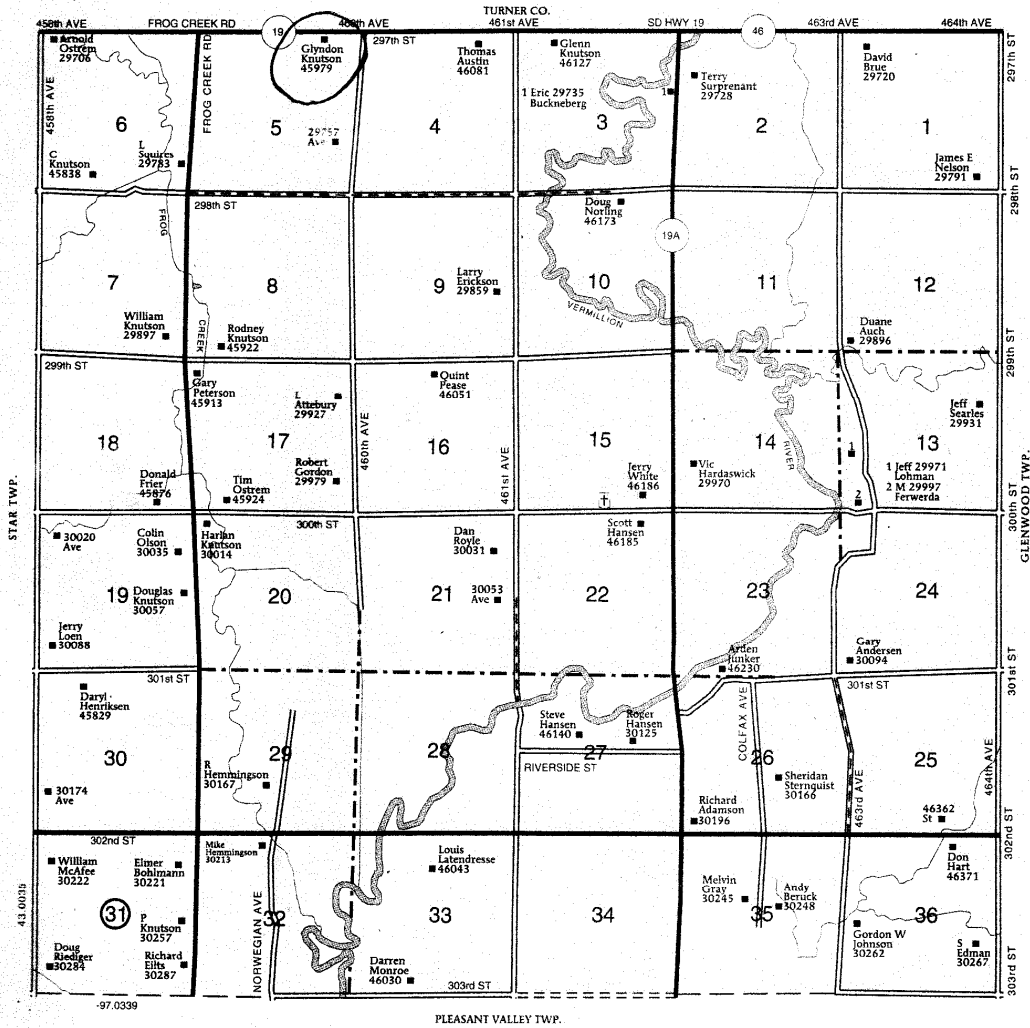 TURNER CO.
458th AVE
FROG CREEK RD
19
460th AVE
461st AVE
SD HWY 19
46
463rd AVE
464th AVE
Arnold
Ostrem
29706
Glyndon
Knutson
45979
297th ST
Thomas
Austin
46081
Glenn
Knutson
46127
David
Brue
29720
297th ST
458th AVE
FROG CREEK RD
1 Eric 29735
Buckneberg
1
Terry
Surprenant
29728
6
5
4
3
2
1
C
Knutson
45838
L
Squires
29783
29757
Ave
James E
Nelson
29791
298th ST
298th ST
FROG
CREEK
Doug
Norling
46173
19A
7
8
9
10
11
12
Larry
Erickson
29859
VERMILLION
William
Knutson
29897
Rodney
Knutson
45922
Duane
Auch
29896
299th ST
299th ST
Gary
Peterson
45913
L
Attebury
29927
Quint
Pease
46051
Jeff
Searles
29931
18
17
16
15
14
13
460th AVE
461st AVE
RIVER
Donald
Frier
45876
Tim
Ostrem
45924
Robert
Gordon
29979
Jerry
White
46186
Vic
Hardaswick
29970
1
1 Jeff 29971
Lohman
2 M 29997
Ferwerda
2
STAR TWP.
GLENWOOD TWP.
300th ST
300th ST
30020
Ave
Colin
Olson
30035
Harlan
Knutson
30014
Dan
Royle
30031
Scott
Hansen
46185
19
20
21
22
23
24
Douglas
Knutson
30057
30053
Ave
Jerry
Loen
30088
Arden
Junker
46230
Gary
Andersen
30094
301st ST
301st ST
301st ST
Daryl
Henriksen
45829
Steve
Hansen
46140
Roger
Hansen
30125
COLFAX AVE
30
29
28
27
26
25
R
Hemmingson
30167
RIVERSIDE ST
Sheridan
Sternquist
30166
463rd AVE
464th AVE
30174
Ave
Richard
Adamson
30196
46362
St
302nd ST
302nd ST
William
McAfee
30222
Elmer
Bohlmann
30221
Mike
Hemmingson
30213
Louis
Latendresse
46043
Melvin
Gray
30245
Andy
Beruck
30248
Don
Hart
46371
31
32
33
34
35
36
P
Knutson
30257
NORWEGIAN AVE
Gordon W
Johnson
30262
S
Edman
30267
Doug
Riediger
30284
Richard
Eilts
30287
Darren
Monroe
46030
303rd ST
303rd ST
43.0035
-97.0339
PLEASANT VALLEY TWP.